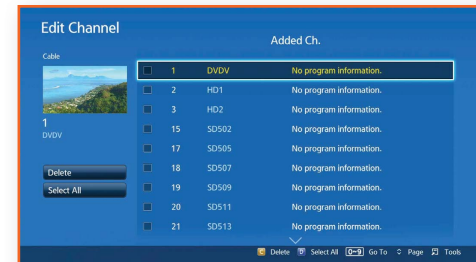 Edit Channel
Added Ch.
Cable
1
DVDV
Delete
Select All
1 DVDV No program information.
2 HD1 No program information.
3 HD2 No program information.
15 SD502 No program information.
17 SD505 No program information.
18 SD507 No program information.
19 SD509 No program information.
20 SD511 No program information.
21 SD513 No program information.
C Delete D Select All 0~9 Go To Page Tools